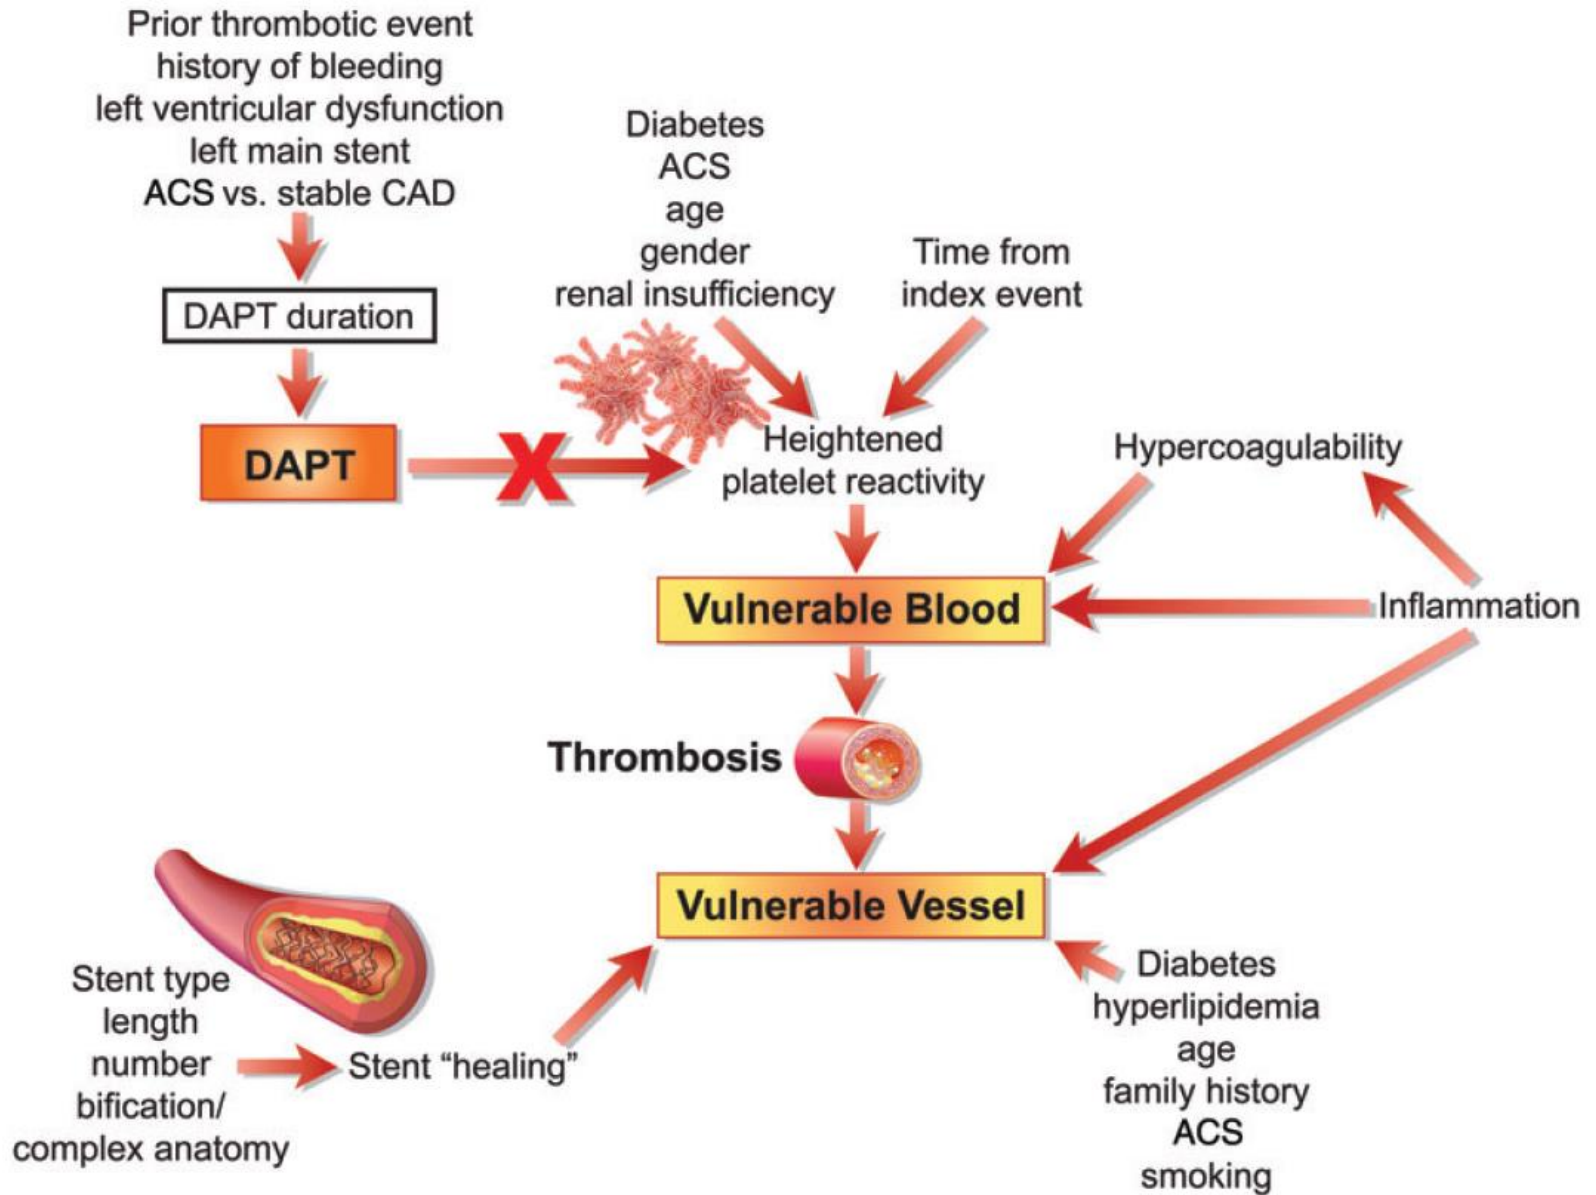 Prior thrombotic event
history of bleeding
left ventricular dysfunction
left main stent
ACS vs. stable CAD
DAPT duration
DAPT
X
Diabetes
ACS
age
gender
renal insufficiency
Time from
index event
Heightened
platelet reactivity
Hypercoagulability
Vulnerable Blood
Inflammation
Thrombosis
Vulnerable Vessel
Stent type
length
number
bification/
complex anatomy
Stent “healing”
Diabetes
hyperlipidemia
age
family history
ACS
smoking